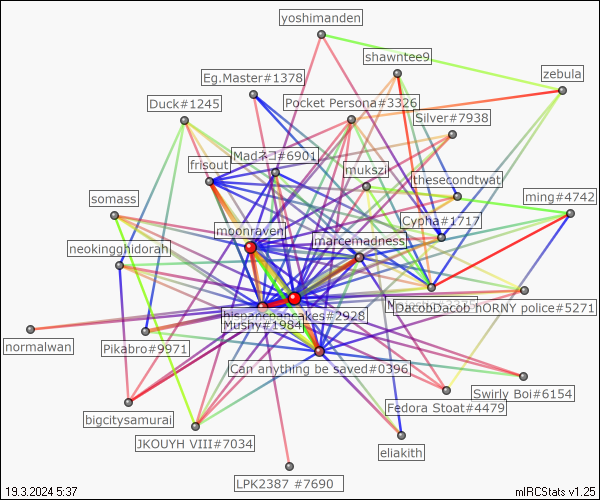 yoshimanden
shawntee9
zebula
Eg.Master#1378
Duck#1245
Pocket Persona#3326
Silver#7938
Madネコ#6901
frisout
mukszi
thesecondtwat
somass
ming#4742
Cypha#1717
moonraven
marcemadness
neokingghidorah
DacobDacob hORNY police#5271
hispanicpancakes#2928
Mushy#1984
normalwan
Pikabro#9971
Can anything be saved#0396
Swirly Boi#6154
Fedora Stoat#4479
bigcitysamurai
JKOUYH VIII#7034
eliakith
LPK2387 #7690
19.3.2024 5:37
mIRCStats v1.25